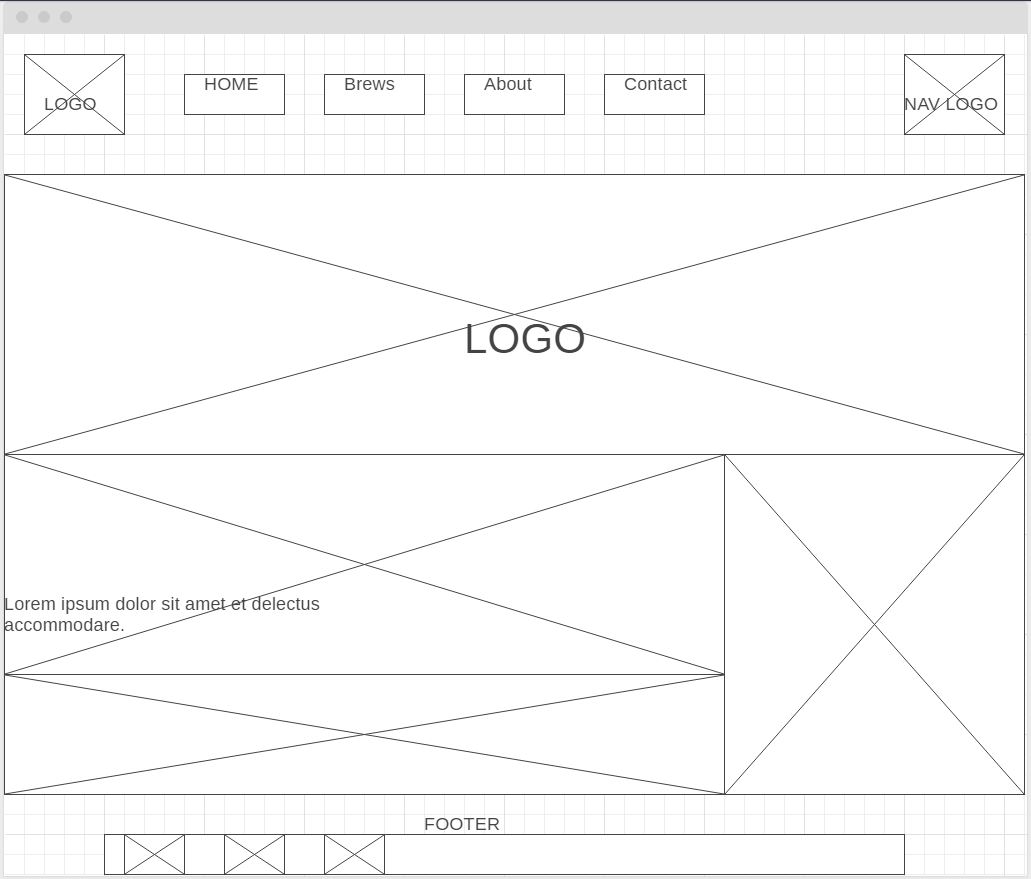 LOGO
HOME
Brews
About
Contact
NAV LOGO
LOGO
Lorem ipsum dolor sit amet et delectus
accommodare.
FOOTER